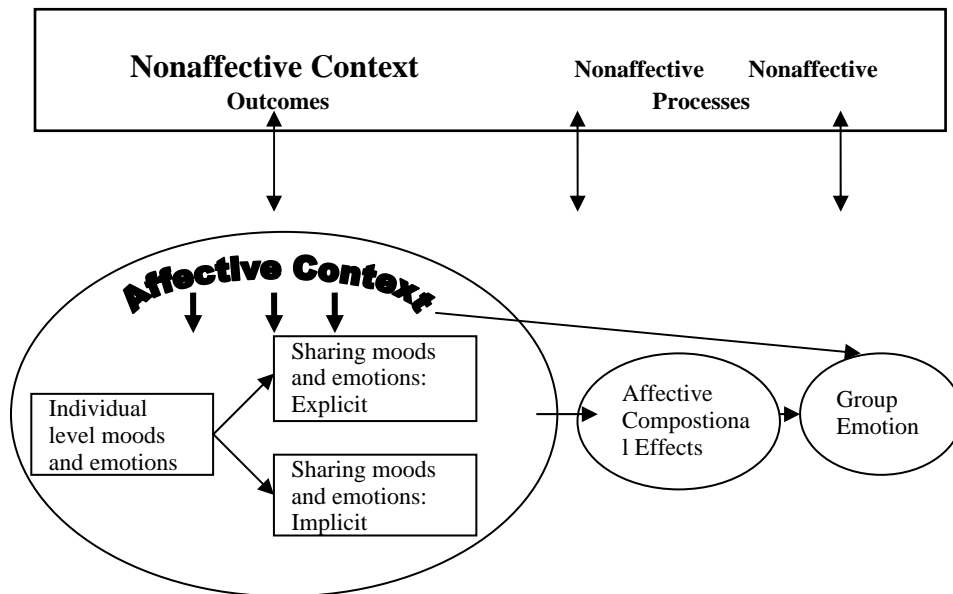 Nonaffective Context Nonaffective Nonaffective
Outcomes Processes
Affective Context
Sharing moods
and emotions:
Explicit
Individual
level moods
and emotions
Sharing moods
and emotions:
Implicit
Affective
Compostiona
l Effects
Group
Emotion